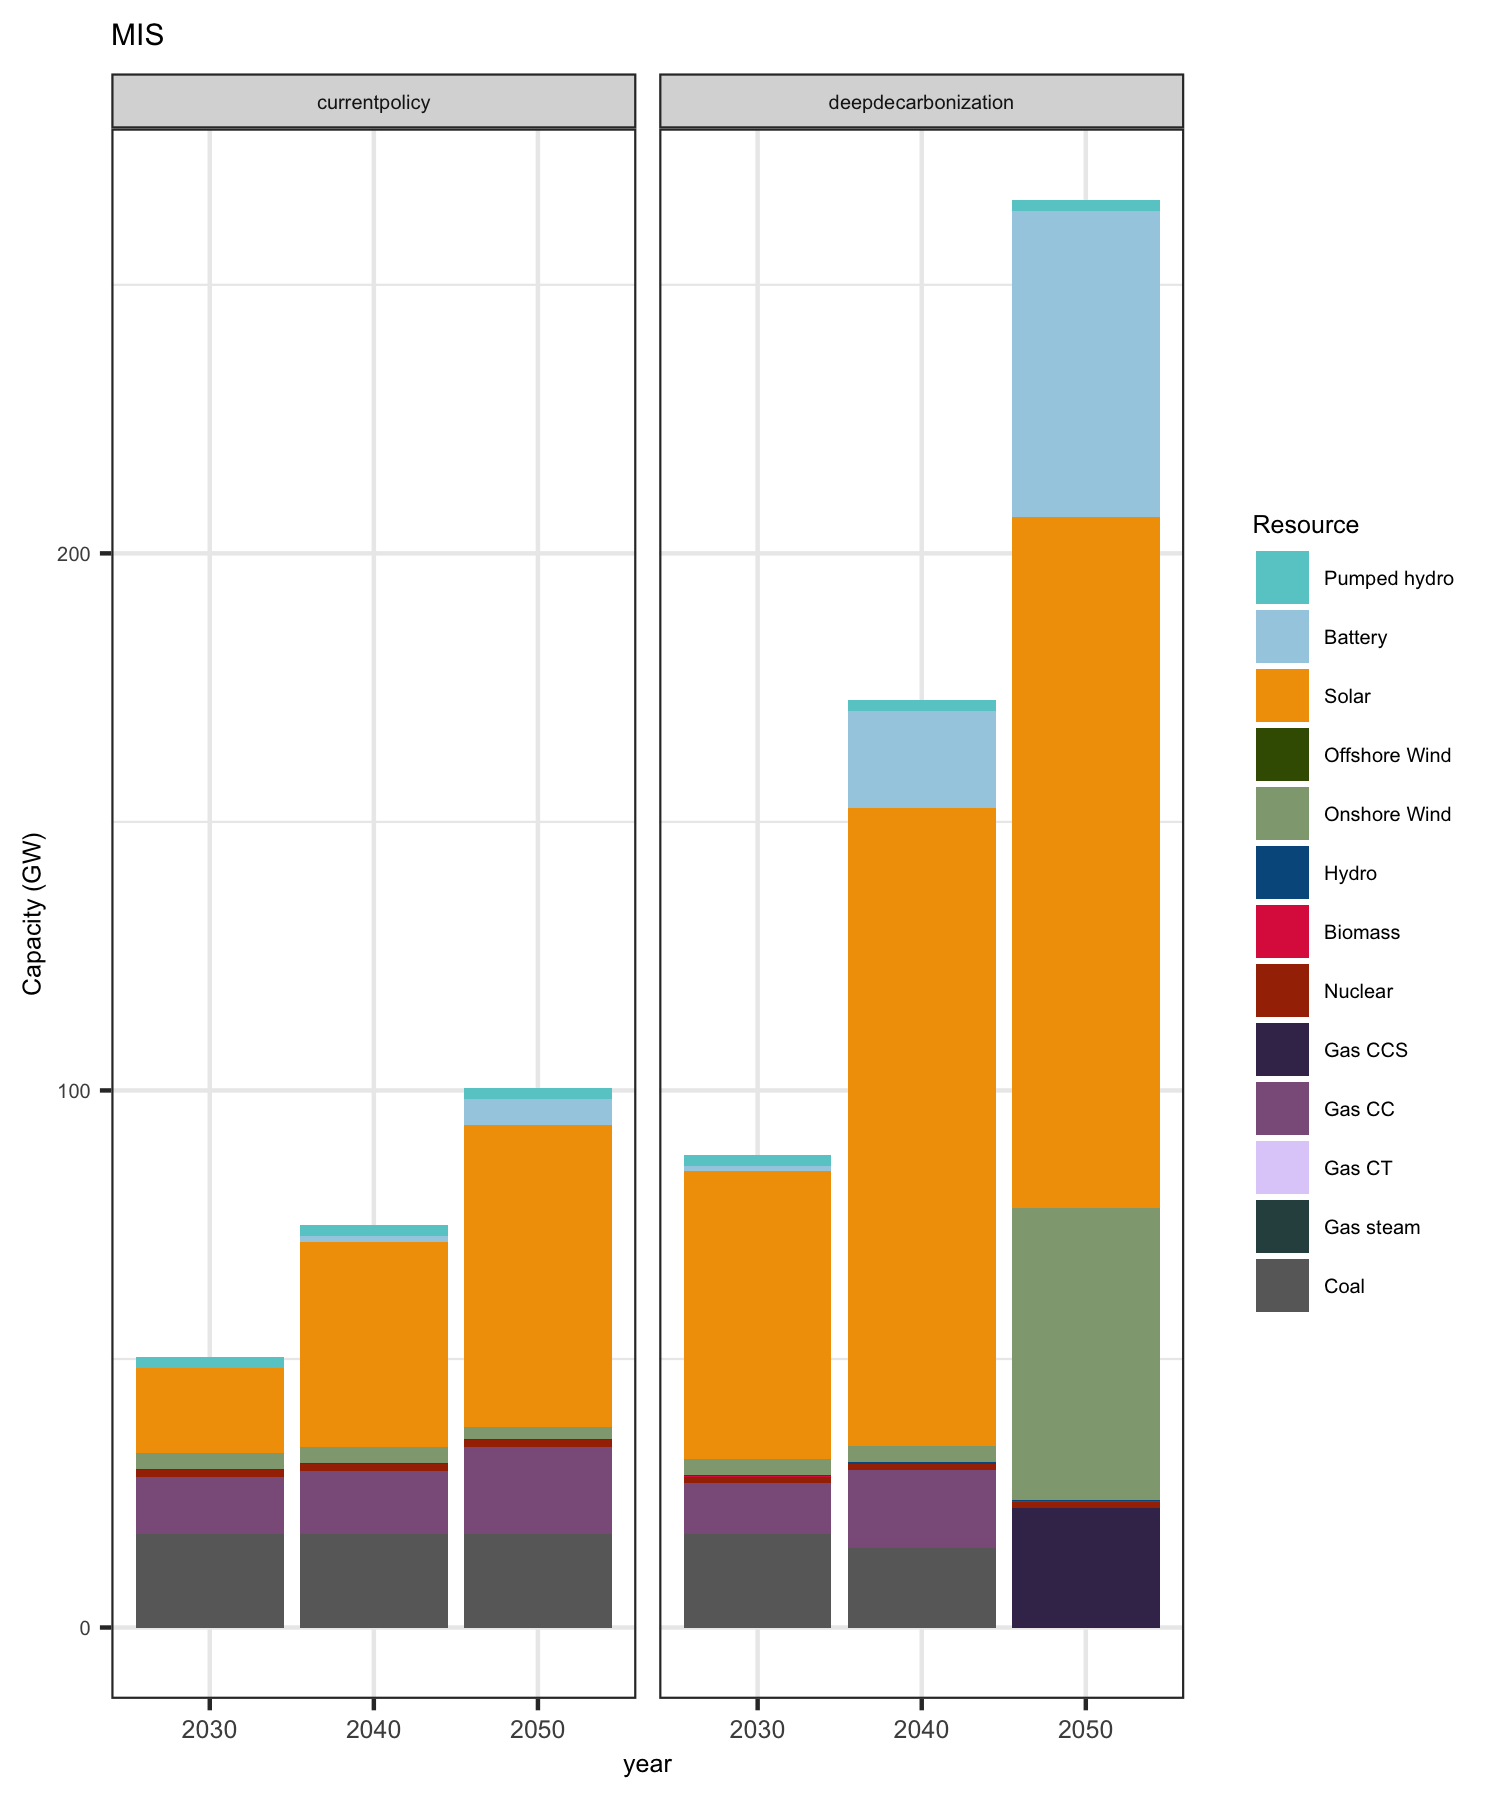 MIS
currentpolicy
deepdecarbonization
Capacity (GW)
200
100
0
2030
2040
2050
2030
2040
2050
year
Resource
Pumped hydro
Battery
Solar
Offshore Wind
Onshore Wind
Hydro
Biomass
Nuclear
Gas CCS
Gas CC
Gas CT
Gas steam
Coal